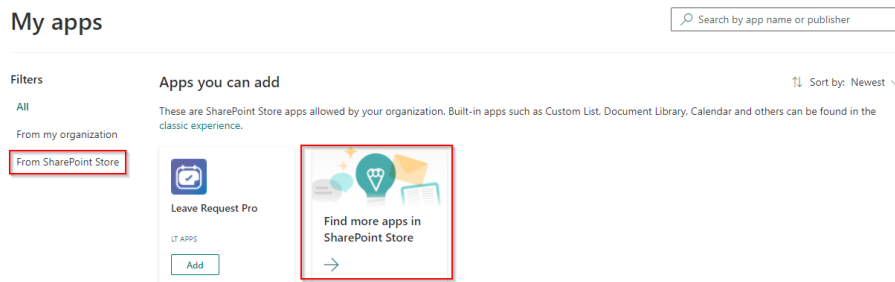 My apps
Search by app name or publisher
Filters
All
From my organization
From SharePoint Store
Apps you can add
Sort by: Newest
These are SharePoint Store apps allowed by your organization. Built-in apps such as Custom List, Document Library, Calendar and others can be found in the
classic experience.
Leave Request Pro
LT APPS
Add
Find more apps in
SharePoint Store